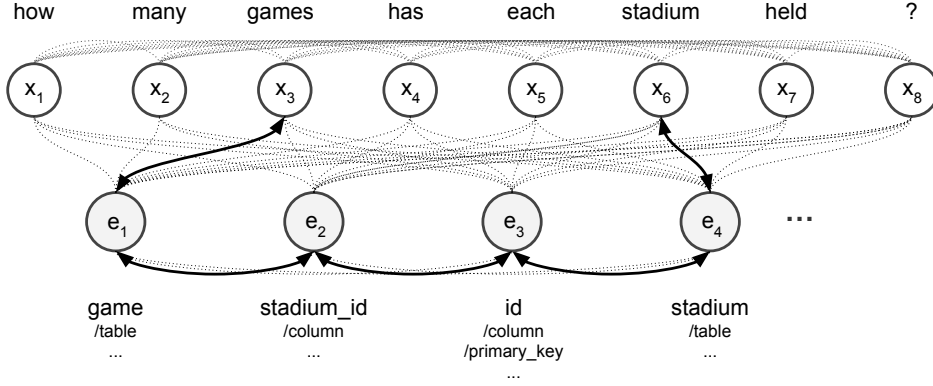 how many games has each stadium held ?
x1 x2 x3 x4 x5 x6 x7 x8
e1 e2 e3 e4 ...
game stadium_id id stadium
/table /column /column /table
... ... /primary_key ...
...